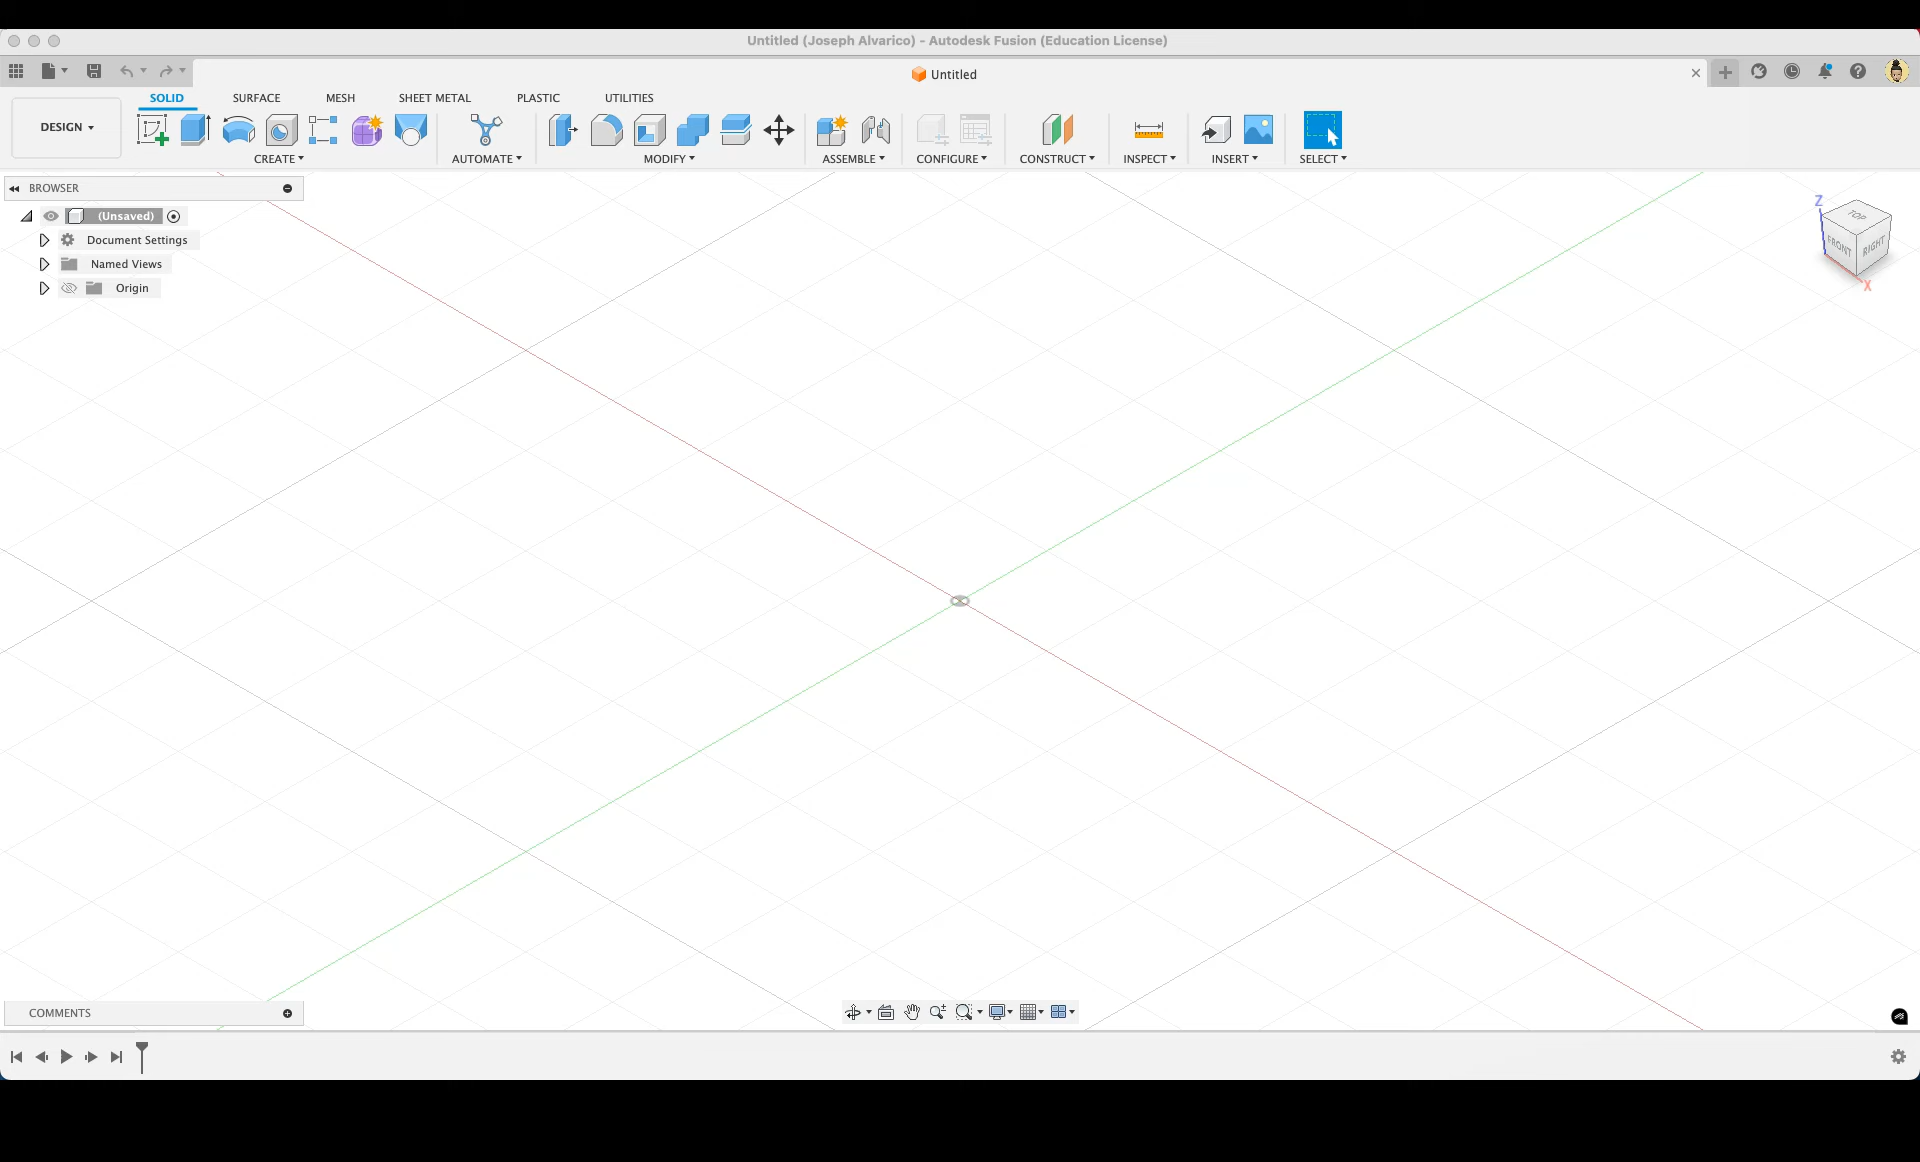 Untitled (Joseph Alvarico) - Autodesk Fusion (Education License)
Untitled
SOLID SURFACE MESH SHEET METAL PLASTIC UTILITIES
DESIGN
CREATE AUTOMATE MODIFY ASSEMBLE CONFIGURE CONSTRUCT INSPECT INSERT SELECT
BROWSER
(Unsaved)
Document Settings
Named Views
Origin
Z
TOP
FRONT RIGHT
X
COMMENTS